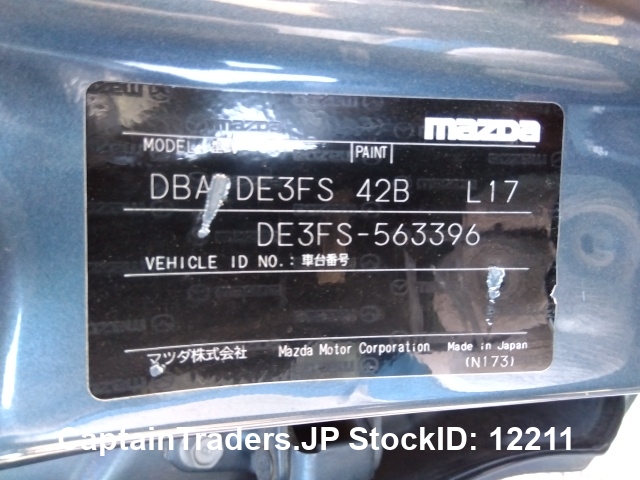 mazda
MODEL PAINT
DBA-DE3FS 42B L17
DE3FS-563396
VEHICLE ID NO.:車台番号
マツダ株式会社 Mazda Motor Corporation Made in Japan
(N173)
CaptainTraders.JP StockID: 12211